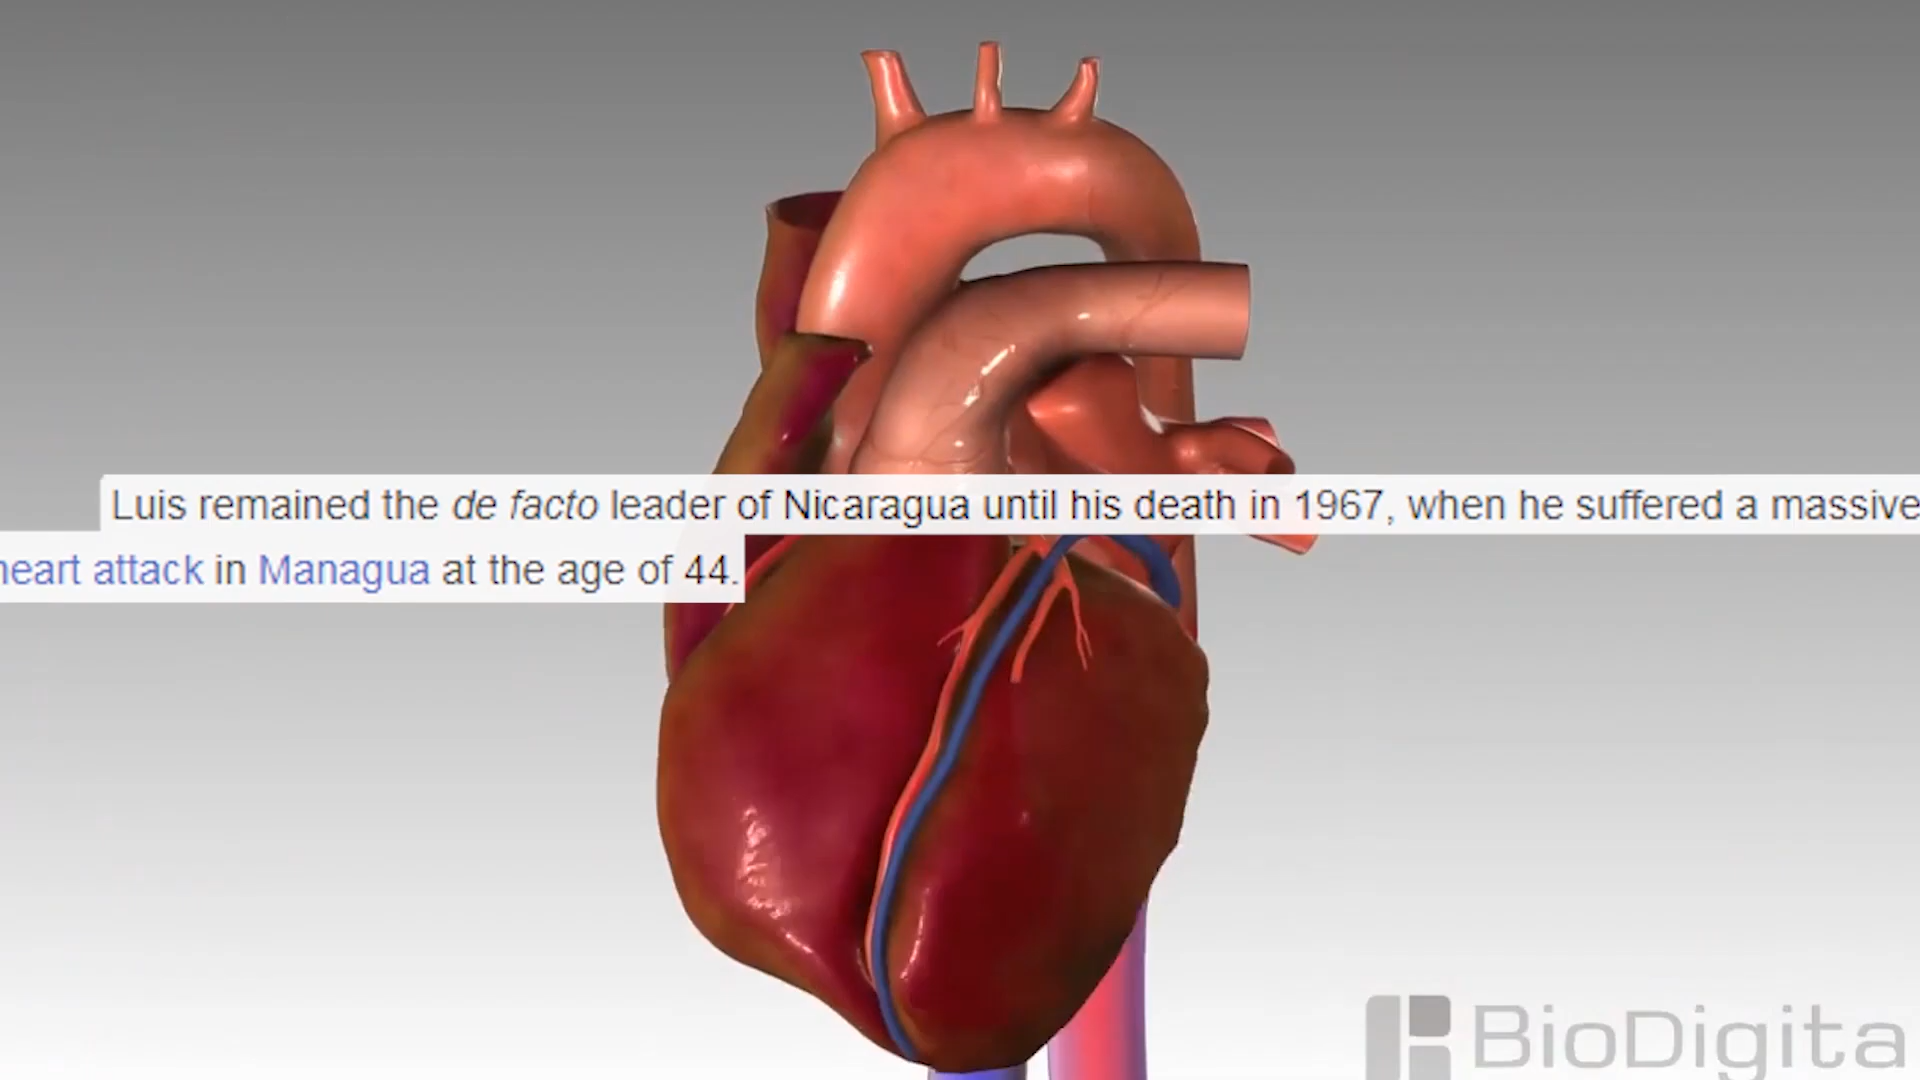 Luis remained the de facto leader of Nicaragua until his death in 1967, when he suffered a massive
heart attack in Managua at the age of 44.
BioDigita